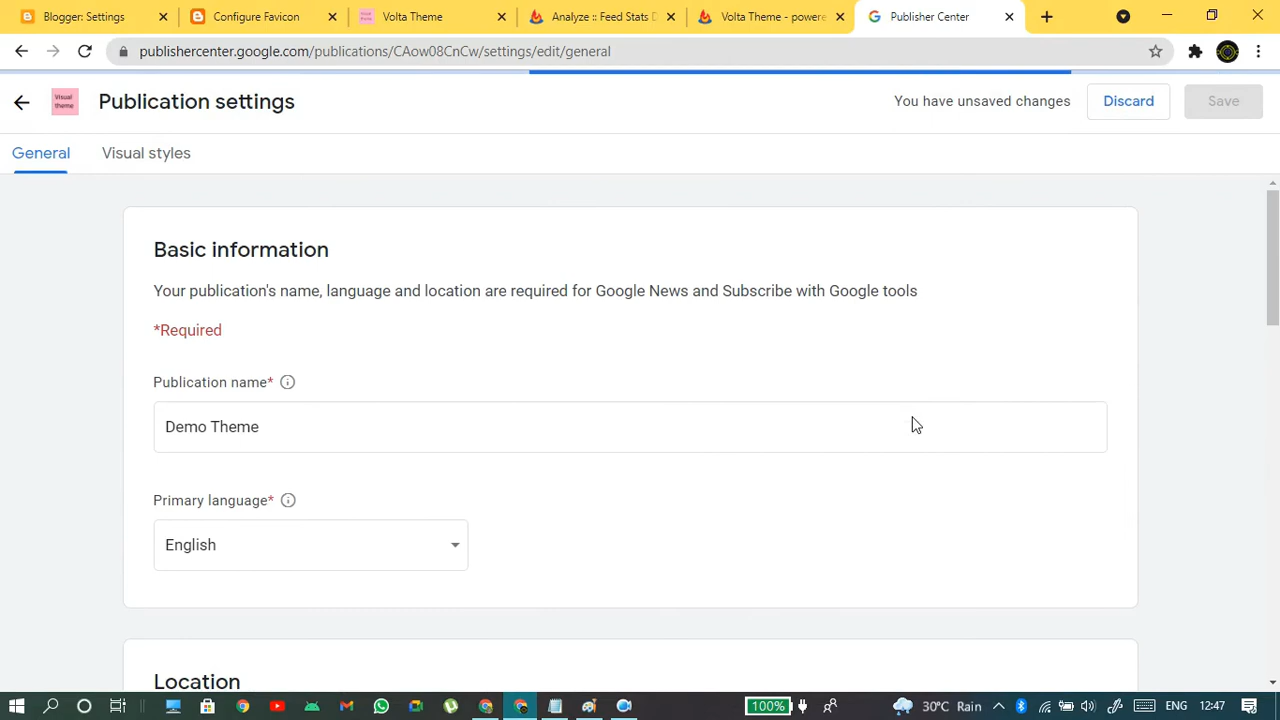 Blogger: Settings
Configure Favicon
Volta Theme
Analyze :: Feed Stats D
Volta Theme - powere
Publisher Center
publishercenter.google.com/publications/CAow08CnCw/settings/edit/general
Visual theme
Publication settings
You have unsaved changes
Discard
Save
General
Visual styles
Basic information
Your publication's name, language and location are required for Google News and Subscribe with Google tools
*Required
Publication name*
Demo Theme
Primary language*
English
Location
100%
30°C Rain
ENG
12:47